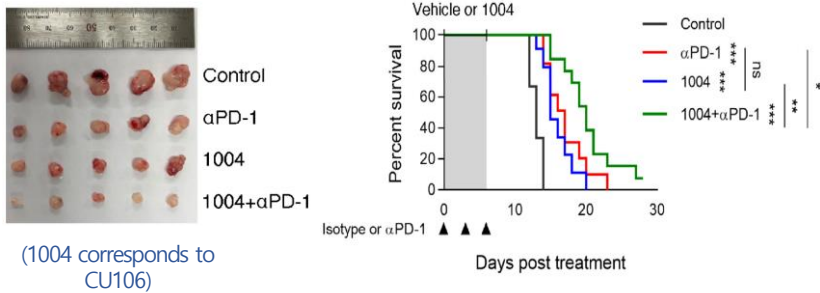 50
Control
αPD-1
1004
1004+αPD-1
(1004 corresponds to
CU106)
Vehicle or 1004
Percent survival
100
80
60
40
20
0
0
10
20
30
Isotype or αPD-1
Days post treatment
Control
αPD-1
1004
1004+αPD-1
***
***
ns
***
**
*